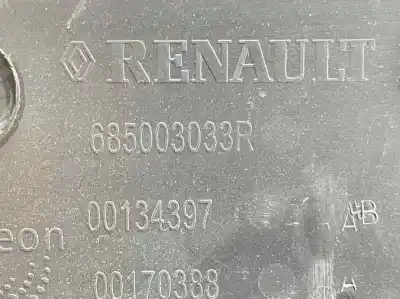 RENAULT
685003033R
00134397 AB
eon
00170388 A